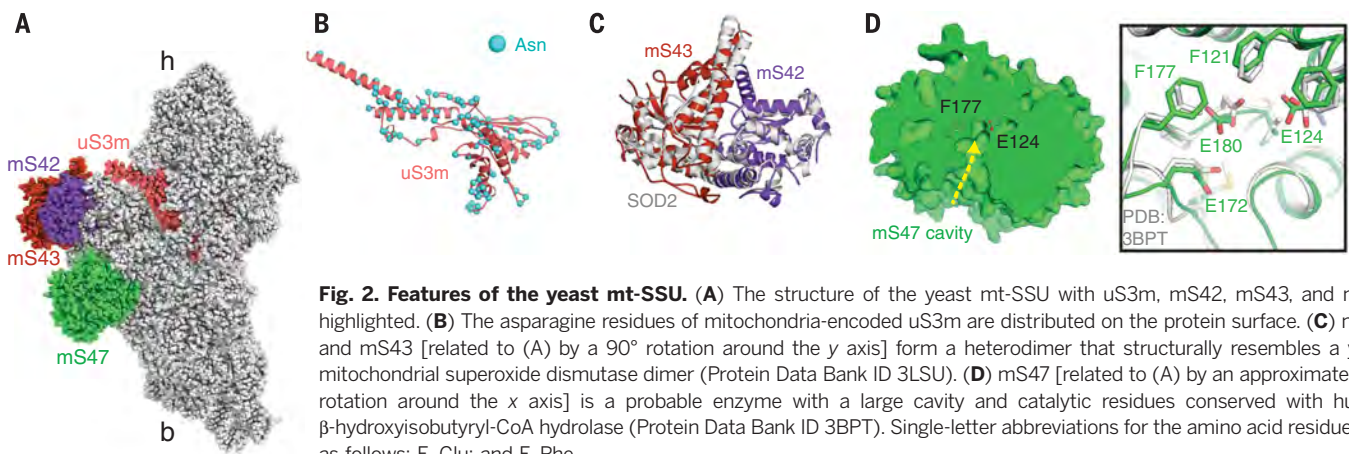 A
h
uS3m
mS42
mS43
mS47
b
B
Asn
uS3m
C
mS43
mS42
SOD2
D
F177
E124
mS47 cavity
F121
F177
E180
E124
E172
PDB:
3BPT
Fig. 2. Features of the yeast mt-SSU. (A) The structure of the yeast mt-SSU with uS3m, mS42, mS43, and
highlighted. (B) The asparagine residues of mitochondria-encoded uS3m are distributed on the protein surface. (C)
and mS43 [related to (A) by a 90° rotation around the y axis] form a heterodimer that structurally resembles a
mitochondrial superoxide dismutase dimer (Protein Data Bank ID 3LSU). (D) mS47 [related to (A) by an approximate
rotation around the x axis] is a probable enzyme with a large cavity and catalytic residues conserved with
β-hydroxyisobutyryl-CoA hydrolase (Protein Data Bank ID 3BPT). Single-letter abbreviations for the amino acid residue
as follows: E, Glu; and F, Phe